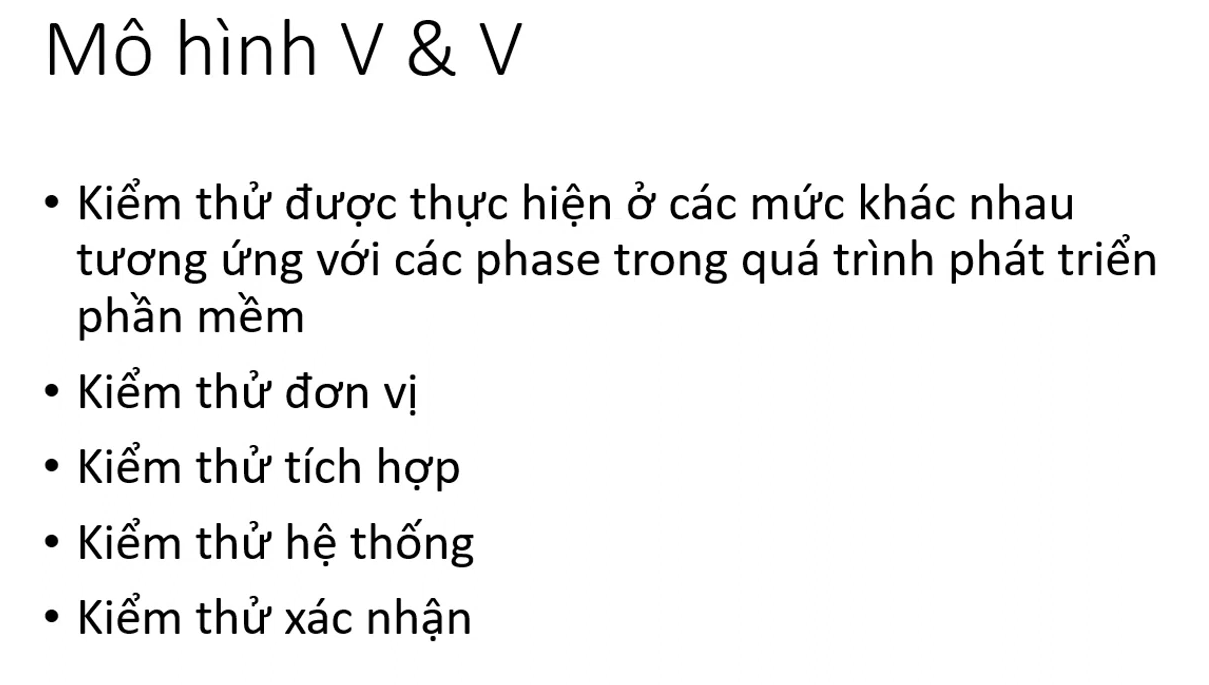 Mô hình V & V
• Kiểm thử được thực hiện ở các mức khác nhau
tương ứng với các phase trong quá trình phát triển
phần mềm
• Kiểm thử đơn vị
• Kiểm thử tích hợp
• Kiểm thử hệ thống
• Kiểm thử xác nhận